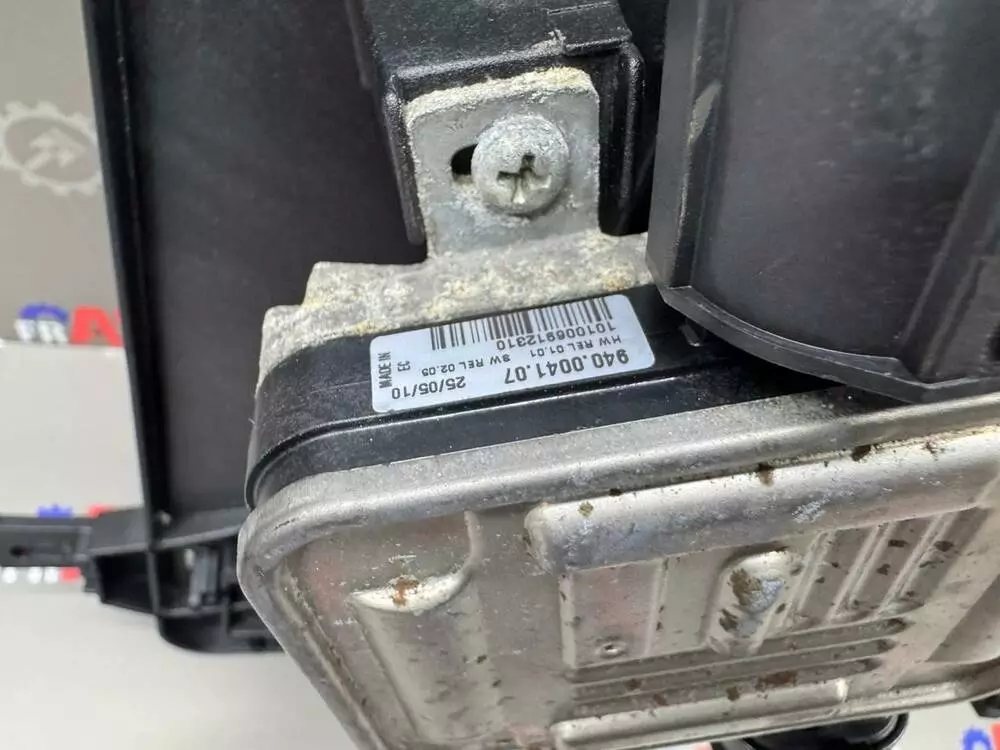 940.0041.07
HW REL.01.01 SW REL.02.05
101006912310
25/05/10
MADE IN
EC